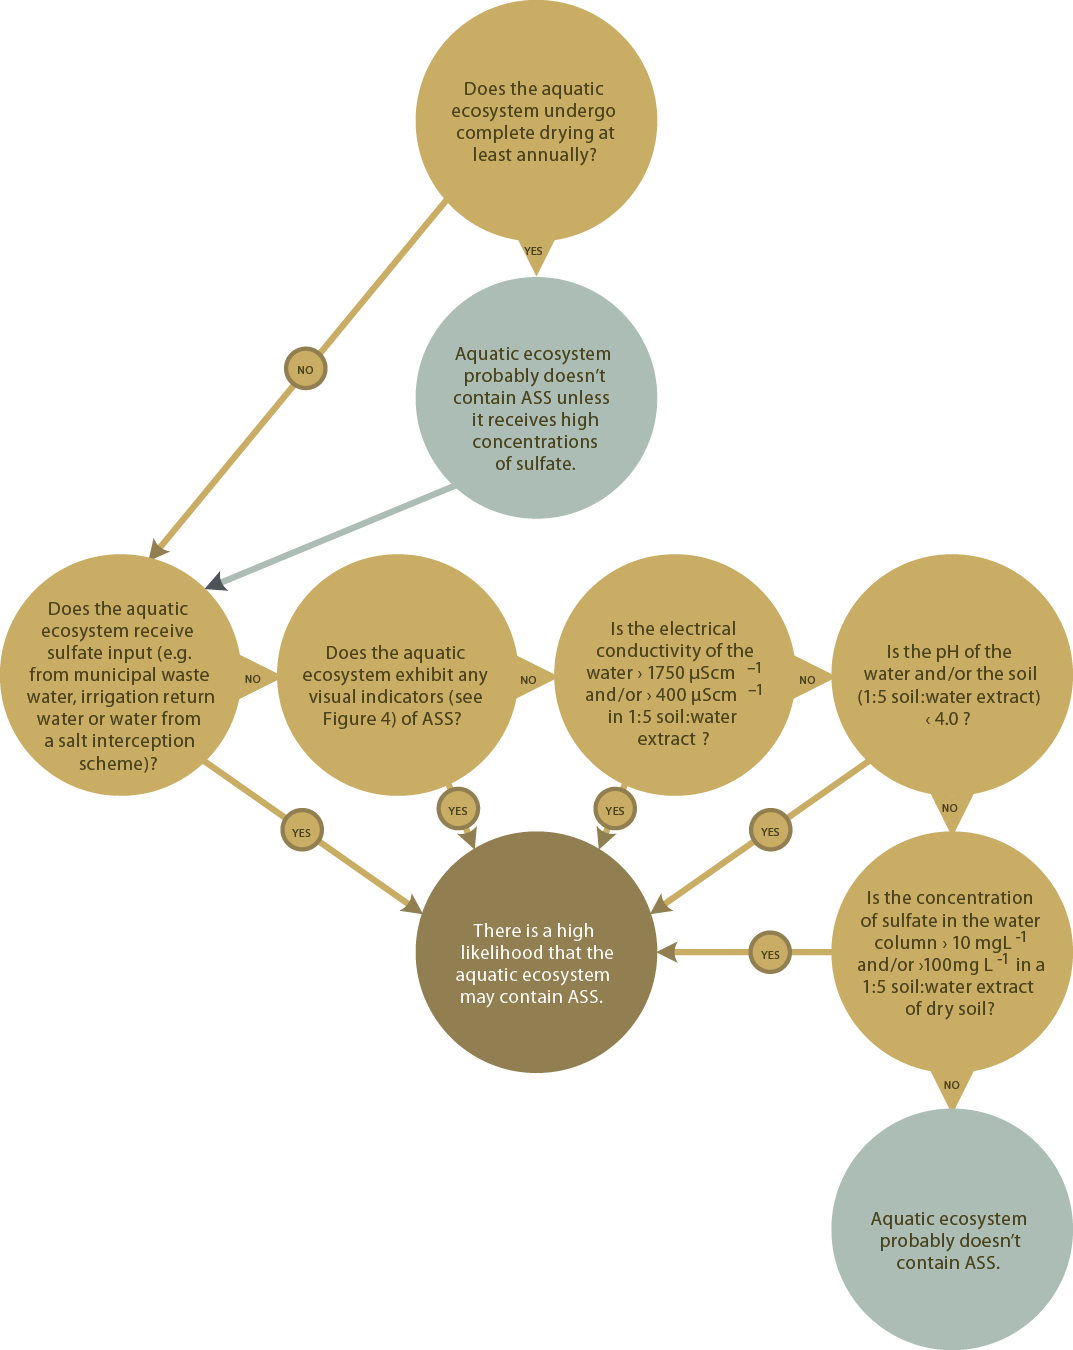 Does the aquatic
ecosystem undergo
complete drying at
least annually?
YES
NO
Aquatic ecosystem
probably doesn’t
contain ASS unless
it receives high
concentrations
of sulfate.
Does the aquatic
ecosystem receive
sulfate input (e.g.
from municipal waste
water, irrigation return
water or water from
a salt interception
scheme)?
NO
YES
Does the aquatic
ecosystem exhibit any
visual indicators (see
Figure 4) of ASS?
NO
YES
Is the electrical
conductivity of the
water › 1750 µScm –1
and/or › 400 µScm –1
in 1:5 soil:water
extract ?
NO
YES
Is the pH of the
water and/or the soil
(1:5 soil:water extract)
‹ 4.0 ?
YES
NO
There is a high
likelihood that the
aquatic ecosystem
may contain ASS.
YES
Is the concentration
of sulfate in the water
column › 10 mgL -1
and/or ›100mg L -1 in a
1:5 soil:water extract
of dry soil?
NO
Aquatic ecosystem
probably doesn’t
contain ASS.